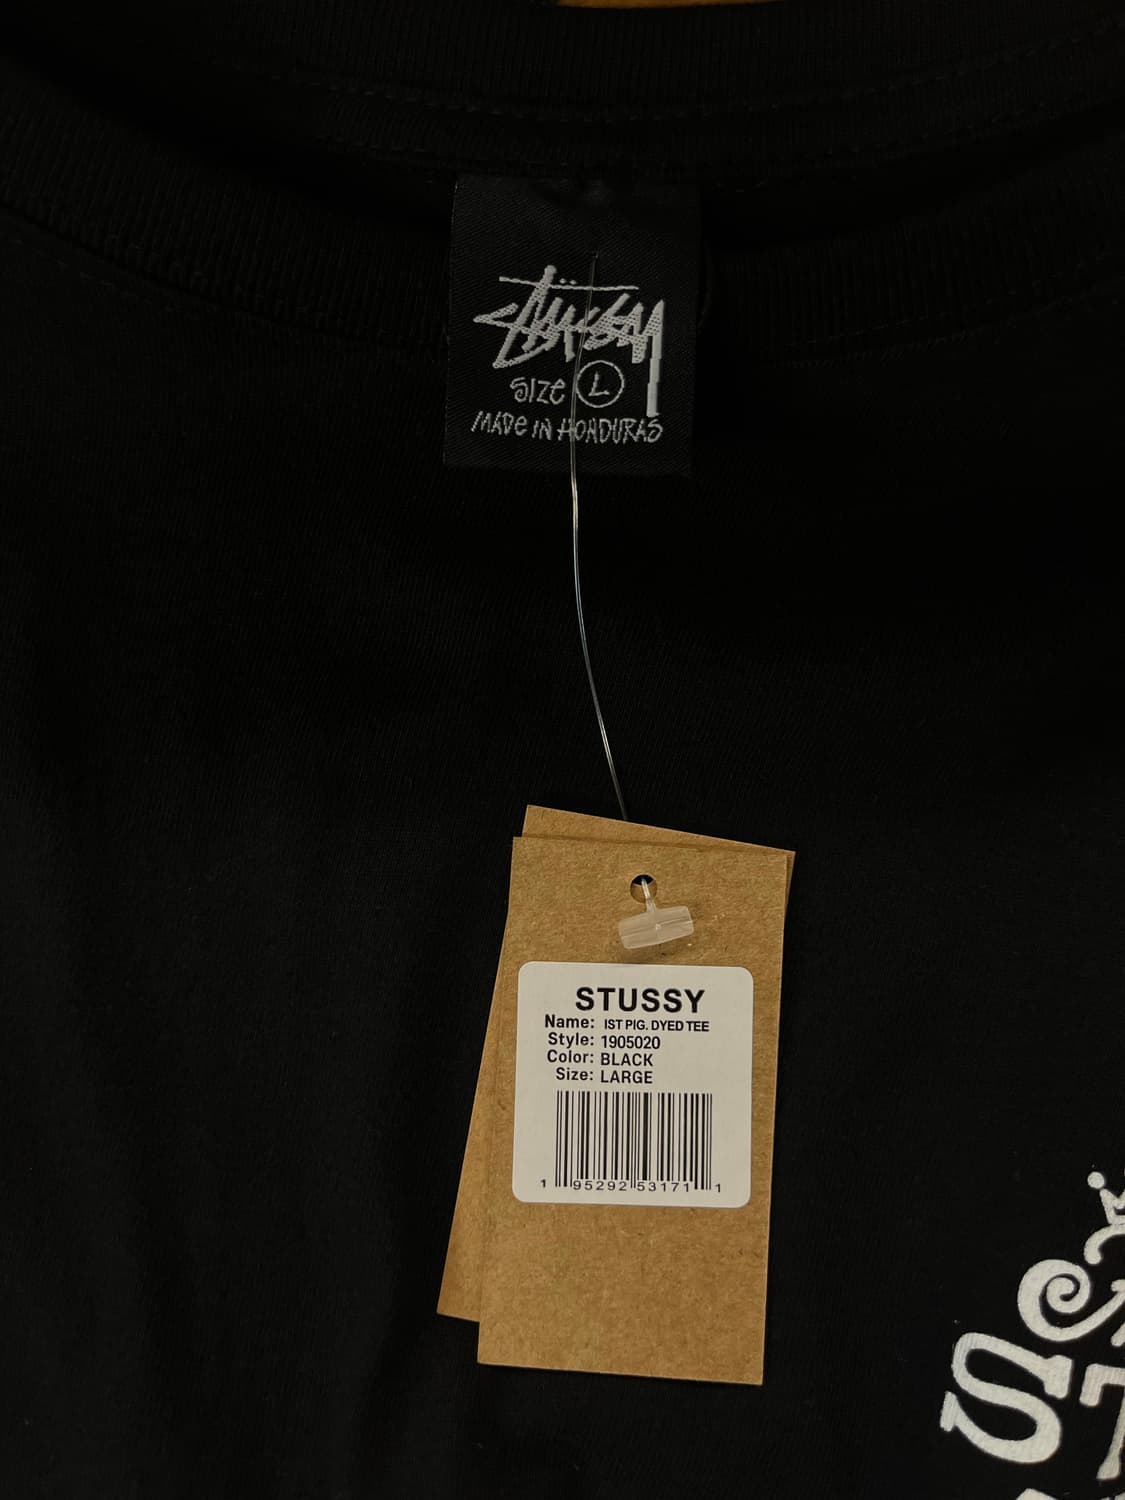 STÜSSY
SIZE L
MADE IN HONDURAS
STUSSY
Name: IST PIG. DYED TEE
Style: 1905020
Color: BLACK
Size: LARGE
1 95292 53171 1